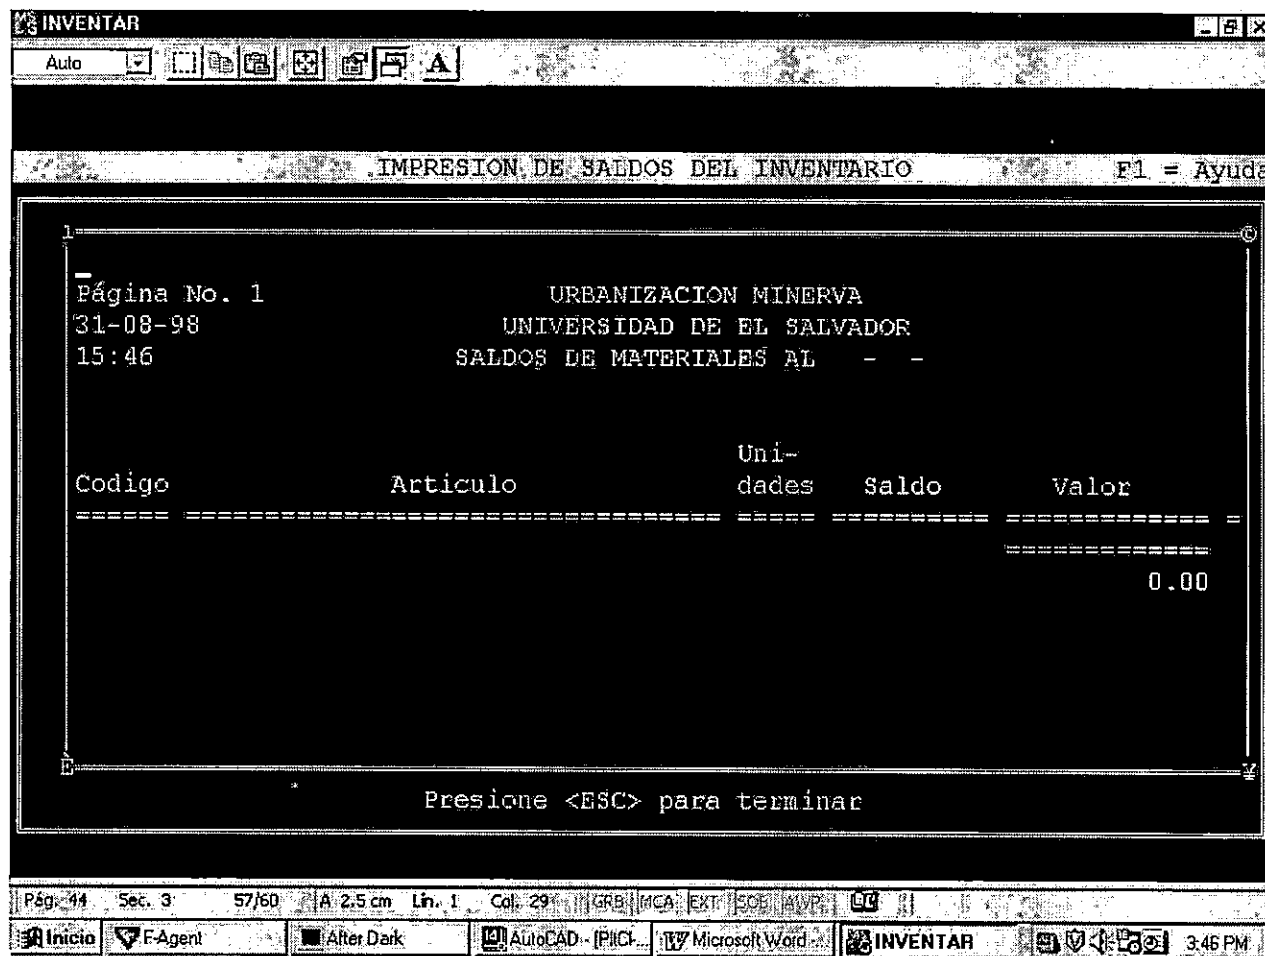 INVENTAR
Auto A
IMPRESION DE SALDOS DEL INVENTARIO F1 = Ayuda
Página No. 1 URBANIZACION MINERVA
31-08-98 UNIVERSIDAD DE EL SALVADOR
15:46 SALDOS DE MATERIALES AL - -
Uni-
Codigo Articulo dades Saldo Valor
0.00
Presione <ESC> para terminar
Pág. 44 Sec. 3 57/60 A 2.5 cm Lín. 1 Col. 29 GRB MCA EXT SOB
Inicio F-Agent After Dark AutoCAD - Microsoft Word INVENTAR 3:46 PM